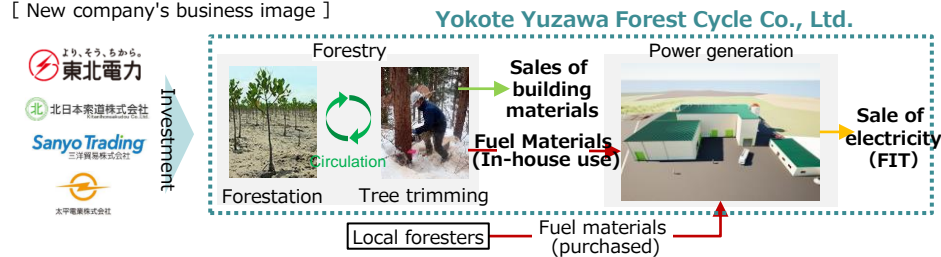 [ New company's business image ]
Yokote Yuzawa Forest Cycle Co., Ltd.
より、そう、ちから。
東北電力
北
北日本索道株式会社
Sanyo Trading
三洋貿易株式会社
太平電業株式会社
Investment
Forestry
Circulation
Forestation
Tree trimming
Sales of
building
materials
Fuel Materials
(In-house use)
Power generation
Sale of
electricity
(FIT)
Local foresters
Fuel materials
(purchased)